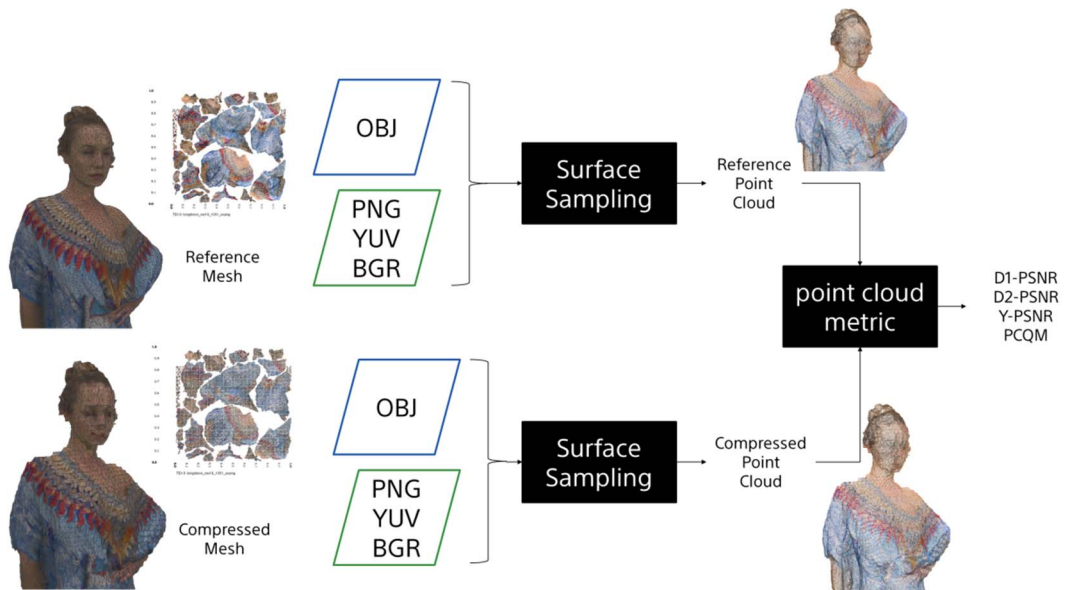 OBJ
PNG
YUV
BGR
Reference
Mesh
Surface
Sampling
Reference
Point
Cloud
point cloud
metric
D1-PSNR
D2-PSNR
Y-PSNR
PCQM
OBJ
PNG
YUV
BGR
Compressed
Mesh
Surface
Sampling
Compressed
Point
Cloud